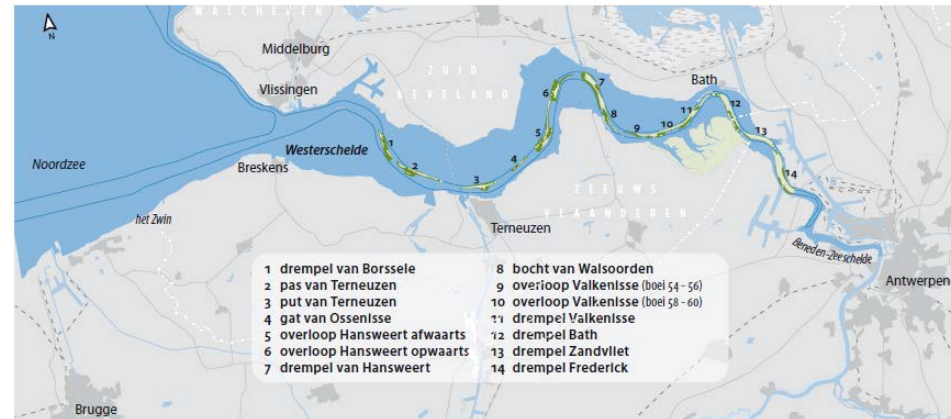 WALCHEREN
N
Middelburg
ZUID
BEVELAND
Vlissingen
Bath
6
7
12
11
8
10
13
9
5
1
Westerschelde
2
4
14
3
Noordzee
Breskens
ZEEUWS
VLAANDEREN
het Zwin
Terneuzen
Beneden-Zeeschelde
Antwerpen
1 drempel van Borssele
2 pas van Terneuzen
3 put van Terneuzen
4 gat van Ossenisse
5 overloop Hansweert afwaarts
6 overloop Hansweert opwaarts
7 drempel van Hansweert
8 bocht van Walsoorden
9 overloop Valkenisse (boei 54 - 56)
10 overloop Valkenisse (boei 58 - 60)
11 drempel Valkenisse
12 drempel Bath
13 drempel Zandvliet
14 drempel Frederick
Brugge